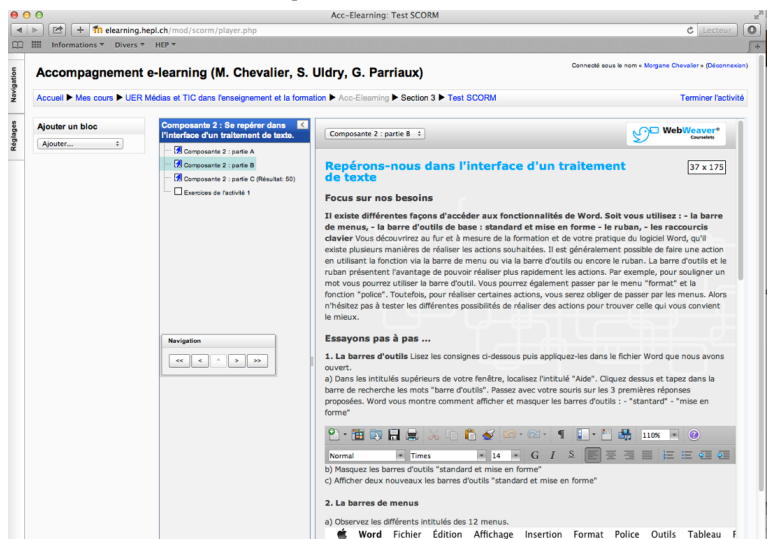 Acc-Elearning: Test SCORM
elearning.hepl.ch/mod/scorm/player.php
Lecteur
Informations Divers HEP
Navigation
Réglages
Accompagnement e-learning (M. Chevalier, S. Uldry, G. Parriaux)
Connecté sous le nom « Morgane Chevalier » (Déconnexion)
Accueil ▶ Mes cours ▶ UER Médias et TIC dans l'enseignement et la formation ▶ Acc-Elearning ▶ Section 3 ▶ Test SCORM
Terminer l'activité
Ajouter un bloc
Ajouter...
Composante 2 : Se repérer dans
l'interface d'un traitement de texte.
<
Composante 2 : partie A
Composante 2 : partie B
Composante 2 : partie C (Résultat: 50)
Exercices de l'activité 1
Navigation
<< < ^ > >>
Composante 2 : partie B
WebWeaver®
Courselets
Repérons-nous dans l'interface d'un traitement
de texte
37 x 175
Focus sur nos besoins
Il existe différentes façons d'accéder aux fonctionnalités de Word. Soit vous utilisez : - la barre
de menus, - la barre d'outils de base : standard et mise en forme - le ruban, - les raccourcis
clavier Vous découvrirez au fur et à mesure de la formation et de votre pratique du logiciel Word, qu'il
existe plusieurs manières de réaliser les actions souhaitées. Il est généralement possible de faire une action
en utilisant la fonction via la barre de menu ou via la barre d'outils ou encore le ruban. La barre d'outils et le
ruban présentent l'avantage de pouvoir réaliser plus rapidement les actions. Par exemple, pour souligner un
mot vous pourrez utiliser la barre d'outil. Vous pourrez également passer par le menu "format" et la
fonction "police". Toutefois, pour réaliser certaines actions, vous serez obliger de passer par les menus. Alors
n'hésitez pas à tester les différentes possibilités de réaliser des actions pour trouver celle qui vous convient
le mieux.
Essayons pas à pas ...
1. La barres d'outils Lisez les consignes ci-dessous puis appliquez-les dans le fichier Word que nous avons
ouvert.
a) Dans les intitulés supérieurs de votre fenêtre, localisez l'intitulé "Aide". Cliquez dessus et tapez dans la
barre de recherche les mots "barre d'outils". Passez avec votre souris sur les 3 premières réponses
proposées. Word vous montre comment afficher et masquer les barres d'outils : - "stantard" - "mise en
forme"
110%
Normal Times 14 G I S
b) Masquez les barres d'outils "standard et mise en forme"
c) Afficher deux nouveaux les barres d'outils "standard et mise en forme"
2. La barres de menus
a) Observez les différents intitulés des 12 menus.
Word Fichier Édition Affichage Insertion Format Police Outils Tableau F